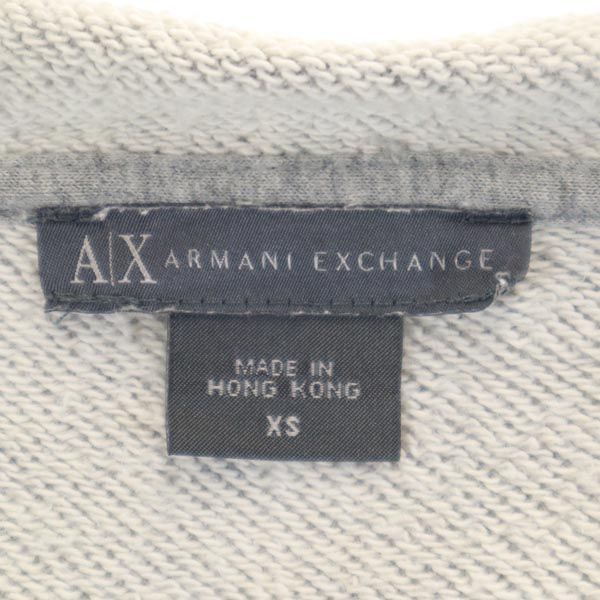 A|X ARMANI EXCHANGE
MADE IN
HONG KONG
XS